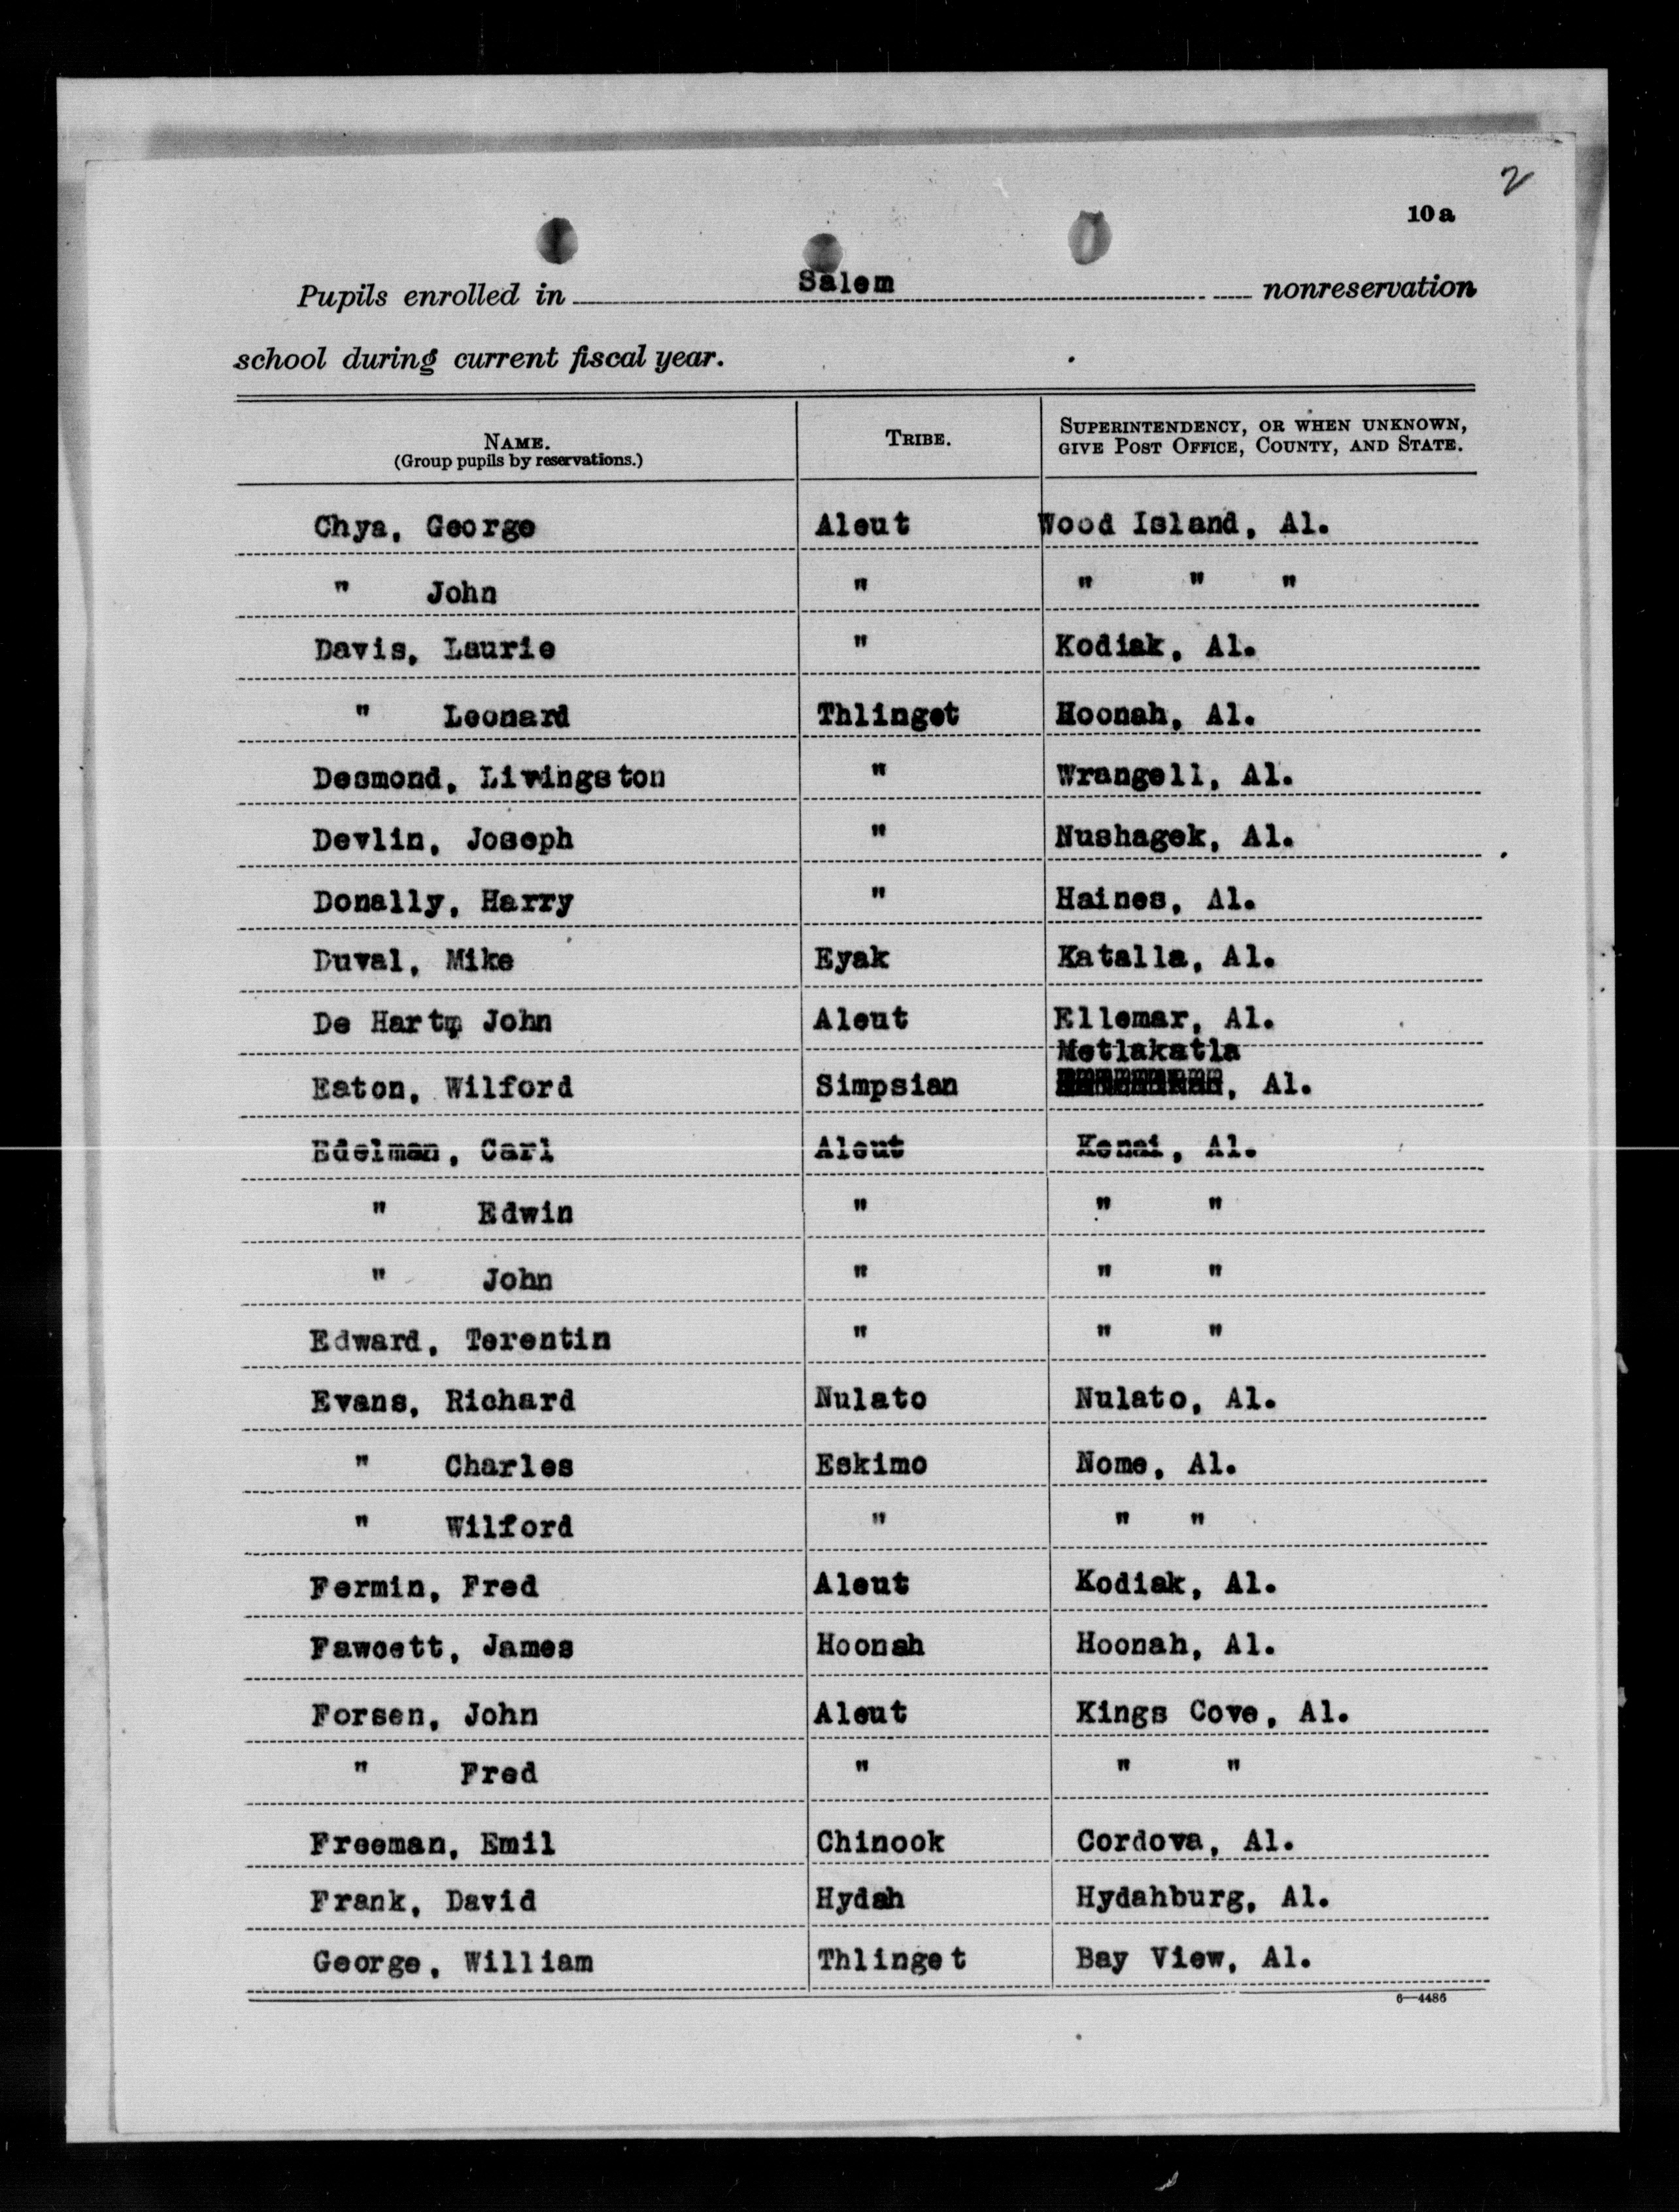 2
10a
Pupils enrolled in Salem nonreservation
school during current fiscal year.
NAME. (Group pupils by reservations.) TRIBE. SUPERINTENDENCY, OR WHEN UNKNOWN, GIVE POST OFFICE, COUNTY, AND STATE.
Chya, George Aleut Wood Island, Al.
" John " " " "
Davis, Laurie " Kodiak, Al.
" Leonard Thlinget Hoonah, Al.
Desmond, Livingston " Wrangell, Al.
Devlin, Joseph " Nushagek, Al.
Donally, Harry " Haines, Al.
Duval, Mike Eyak Katalla, Al.
De Hart, John Aleut Ellemar, Al.
Metlakatla
Eaton, Wilford Simpsian , Al.
Edelman, Carl Aleut Kenai, Al.
" Edwin " " "
" John " " "
Edward, Terentin " " "
Evans, Richard Nulato Nulato, Al.
" Charles Eskimo Nome, Al.
" Wilford " " "
Fermin, Fred Aleut Kodiak, Al.
Fawcett, James Hoonah Hoonah, Al.
Forsen, John Aleut Kings Cove, Al.
" Fred " " "
Freeman, Emil Chinook Cordova, Al.
Frank, David Hydah Hydahburg, Al.
George, William Thlinget Bay View, Al.
6—4486